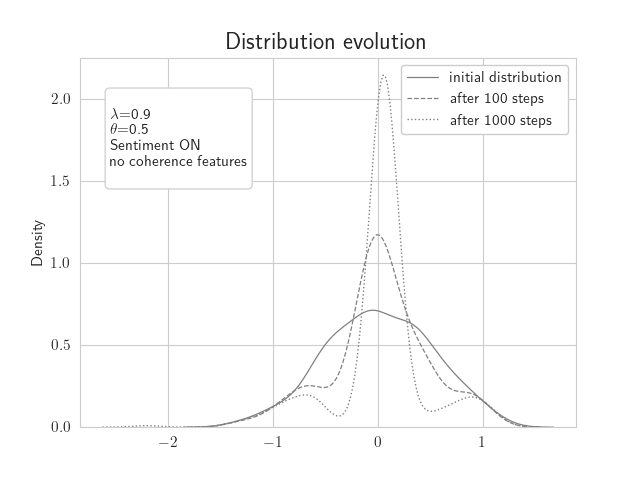 Distribution evolution
initial distribution
after 100 steps
after 1000 steps
λ=0.9
θ=0.5
Sentiment ON
no coherence features
Density
2.0
1.5
1.0
0.5
0.0
−2 −1 0 1